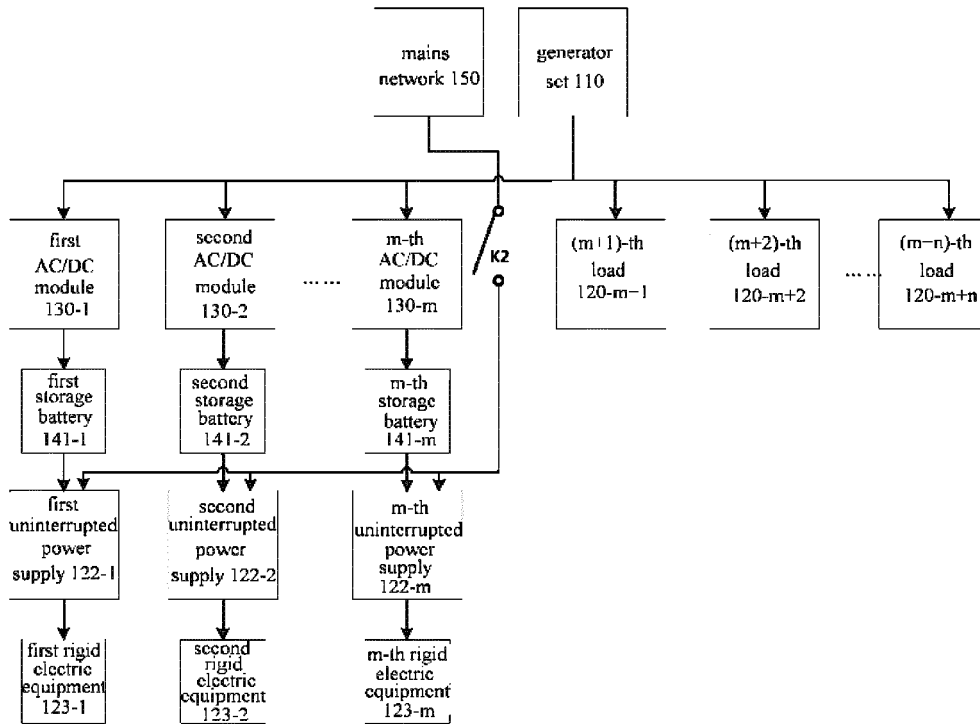 mains
network 150
generator
set 110
first
AC/DC
module
130-1
second
AC/DC
module
130-2
... ...
m-th
AC/DC
module
130-m
K2
(m+1)-th
load
120-m+1
(m+2)-th
load
120-m+2
... ...
(m+n)-th
load
120-m+n
first
storage
battery
141-1
second
storage
battery
141-2
m-th
storage
battery
141-m
first
uninterrupted
power
supply 122-1
second
uninterrupted
power
supply 122-2
m-th
uninterrupted
power
supply
122-m
first rigid
electric
equipment
123-1
second
rigid
electric
equipment
123-2
m-th rigid
electric
equipment
123-m